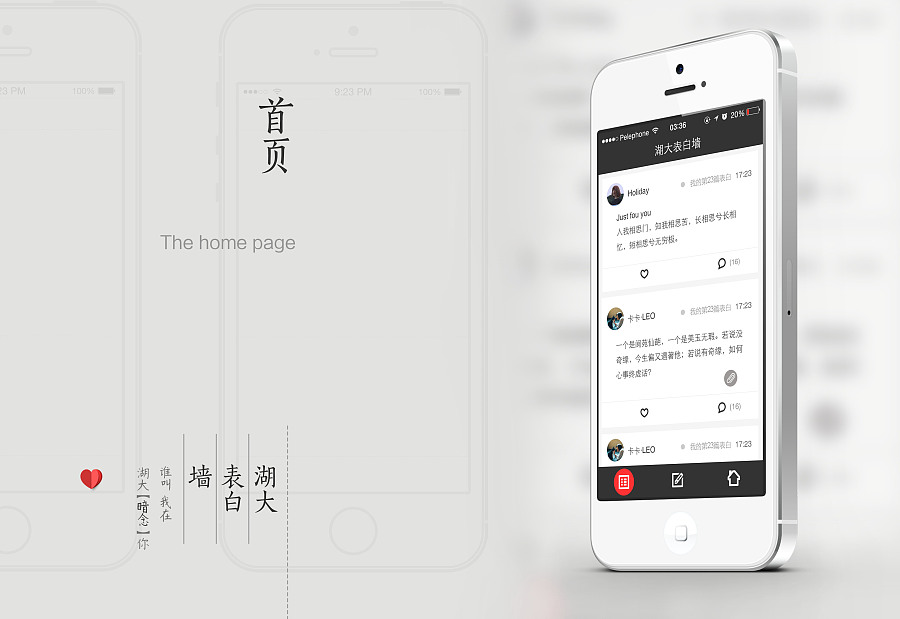 23 PM 100%
9:23 PM 100%
首页
The home page
湖大
表白
墙
谁叫 我在
湖大【暗念】你
Pelephone 03:36 20%
湖大表白墙
Holiday 我的第23篇表白 17:23
Just fou you
人我相思门，知我相思苦，长相思兮长相
忆，短相思兮无穷极。
(16)
卡卡·LEO 我的第23篇表白 17:23
一个是阆苑仙葩，一个是美玉无瑕。若说没
奇缘，今生偏又遇著他；若说有奇缘，如何
心事终虚话？
(16)
卡卡·LEO 我的第23篇表白 17:23